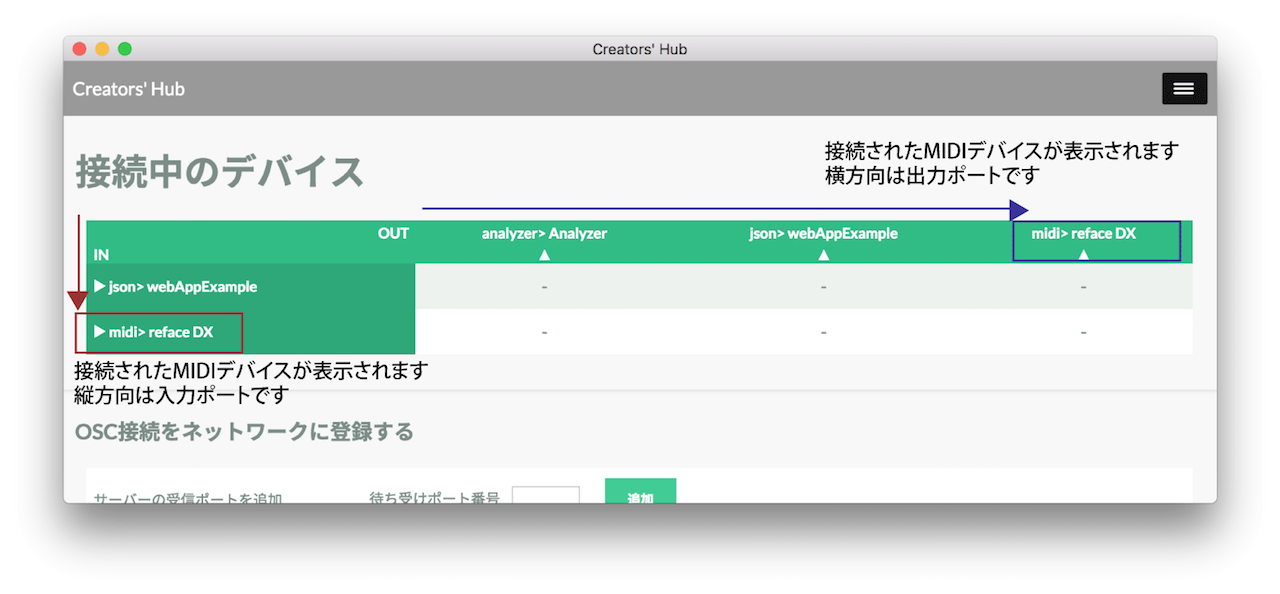 Creators' Hub
Creators' Hub
接続中のデバイス
接続されたMIDIデバイスが表示されます
横方向は出力ポートです
OUT analyzer> Analyzer json> webAppExample midi> reface DX
IN ▲ ▲ ▲
▶ json> webAppExample - - -
▶ midi> reface DX - - -
接続されたMIDIデバイスが表示されます
縦方向は入力ポートです
OSC接続をネットワークに登録する
サーバーの受信ポートを追加 待ち受けポート番号 追加